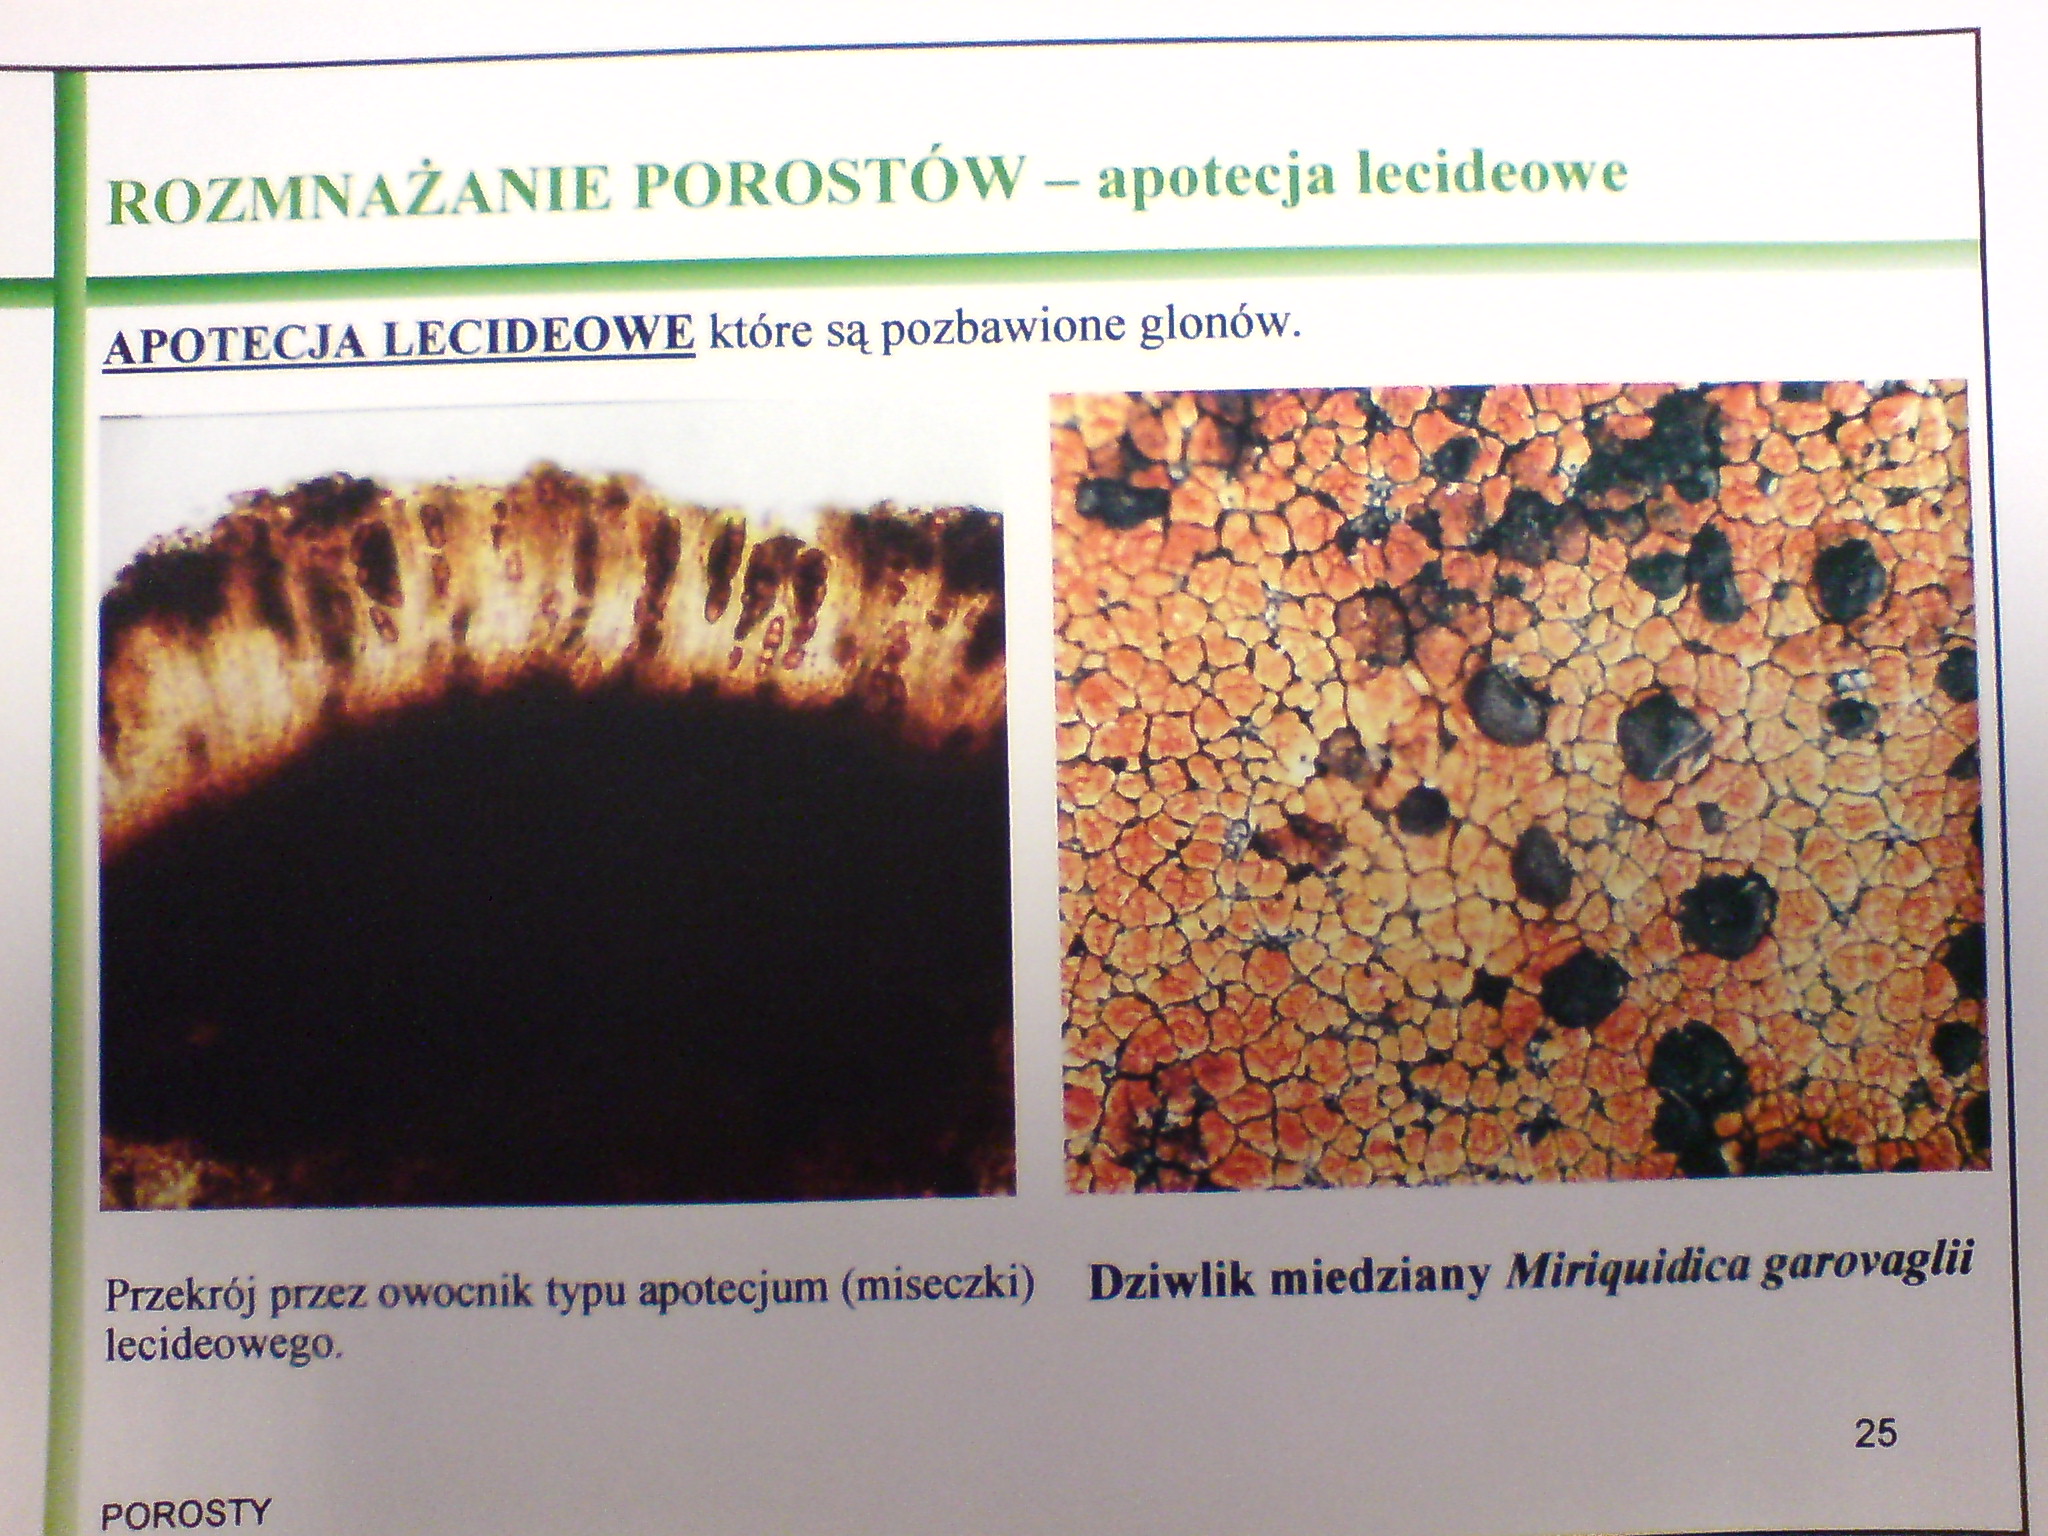 ROZMNAŻANIE POROSTÓW – apotecja lecideowe
APOTECJA LECIDEOWE które są pozbawione glonów.
Przekrój przez owocnik typu apotecjum (miseczki)
lecideowego.
Dziwlik miedziany Miriquidica garovaglii
25
POROSTY